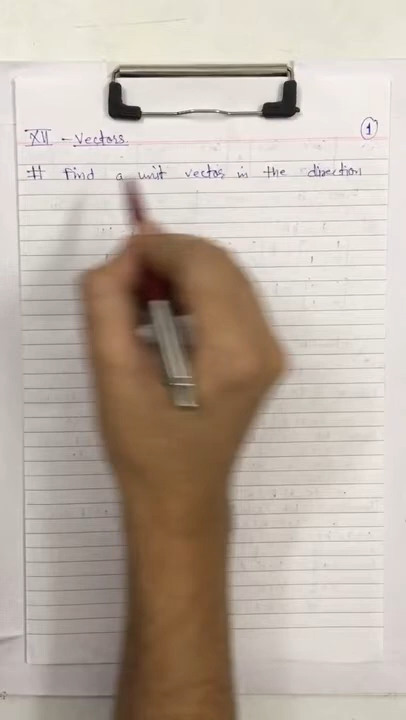 XII - Vectors. 1
# Find a unit vector in the direction